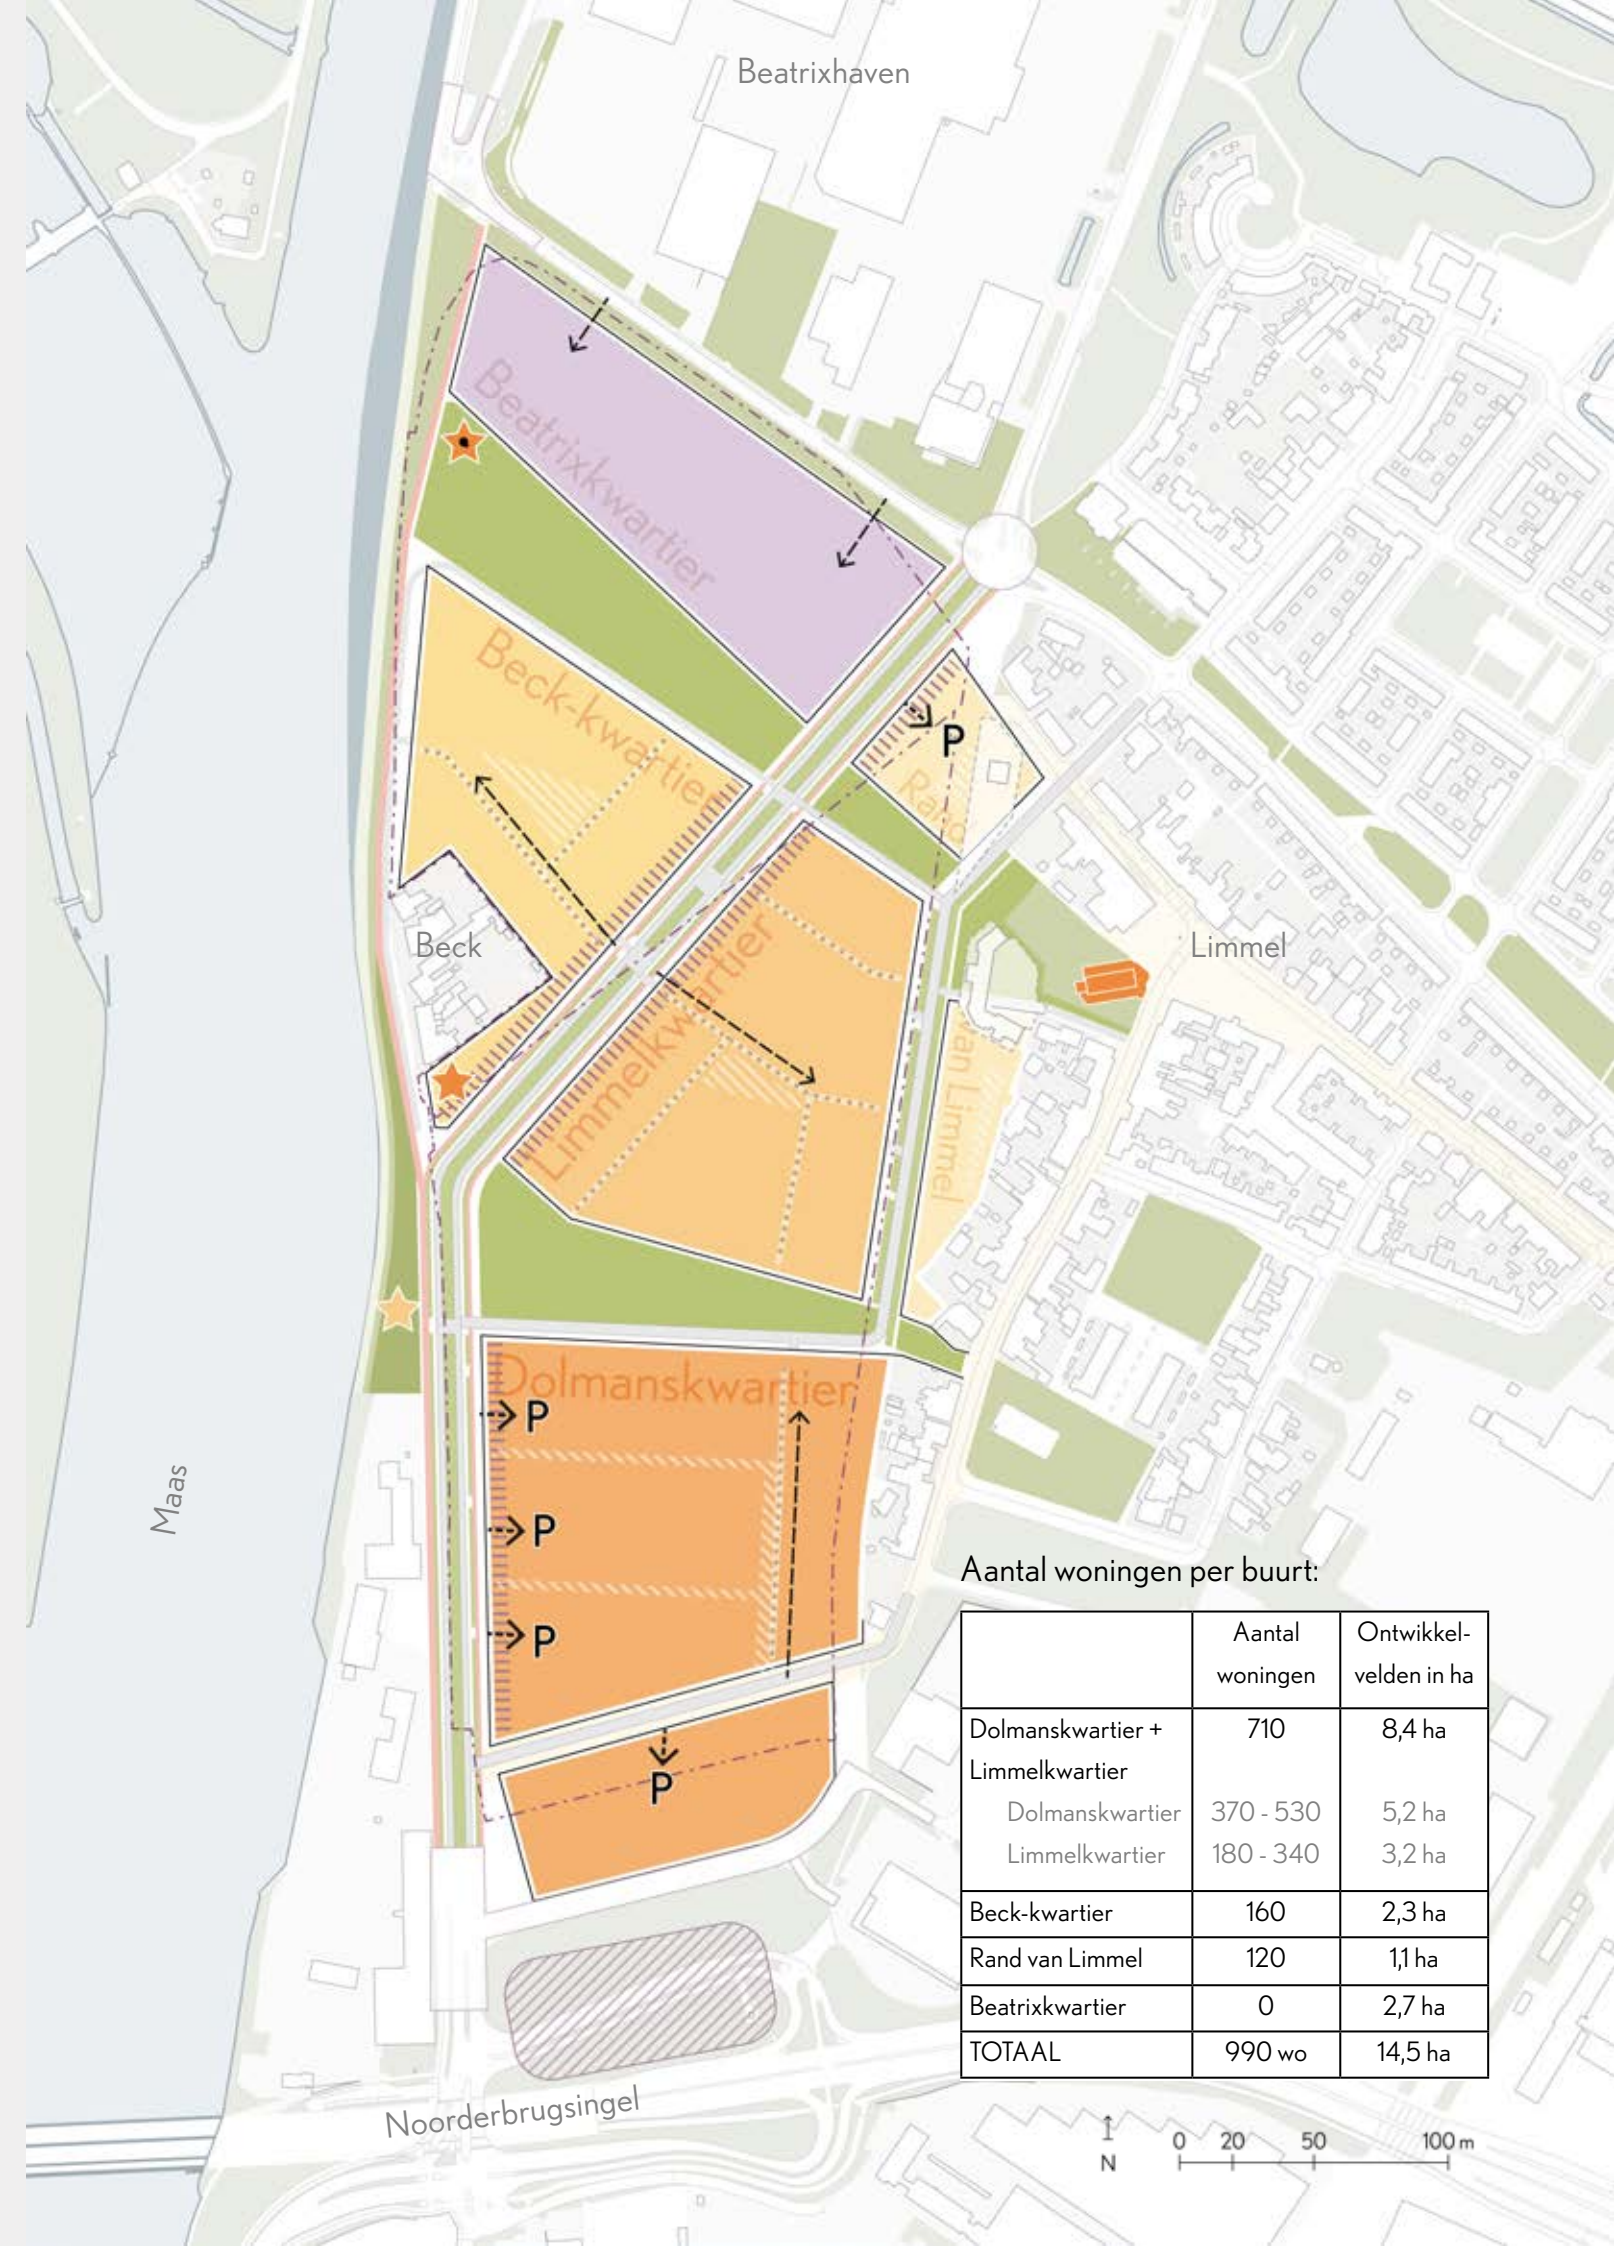 Beatrixhaven
Beatrixkwartier
Beck-kwartier
P
Rand
Beck
Limmel
Limmelkwartier
van Limmel
Dolmanskwartier
P
P
P
P
Maas
Noorderbrugsingel
Aantal woningen per buurt:
Aantal woningen
Ontwikkel-velden in ha
Dolmanskwartier + Limmelkwartier 710 8,4 ha
Dolmanskwartier 370 - 530 5,2 ha
Limmelkwartier 180 - 340 3,2 ha
Beck-kwartier 160 2,3 ha
Rand van Limmel 120 1,1 ha
Beatrixkwartier 0 2,7 ha
TOTAAL 990 wo 14,5 ha
N
0 20 50 100 m